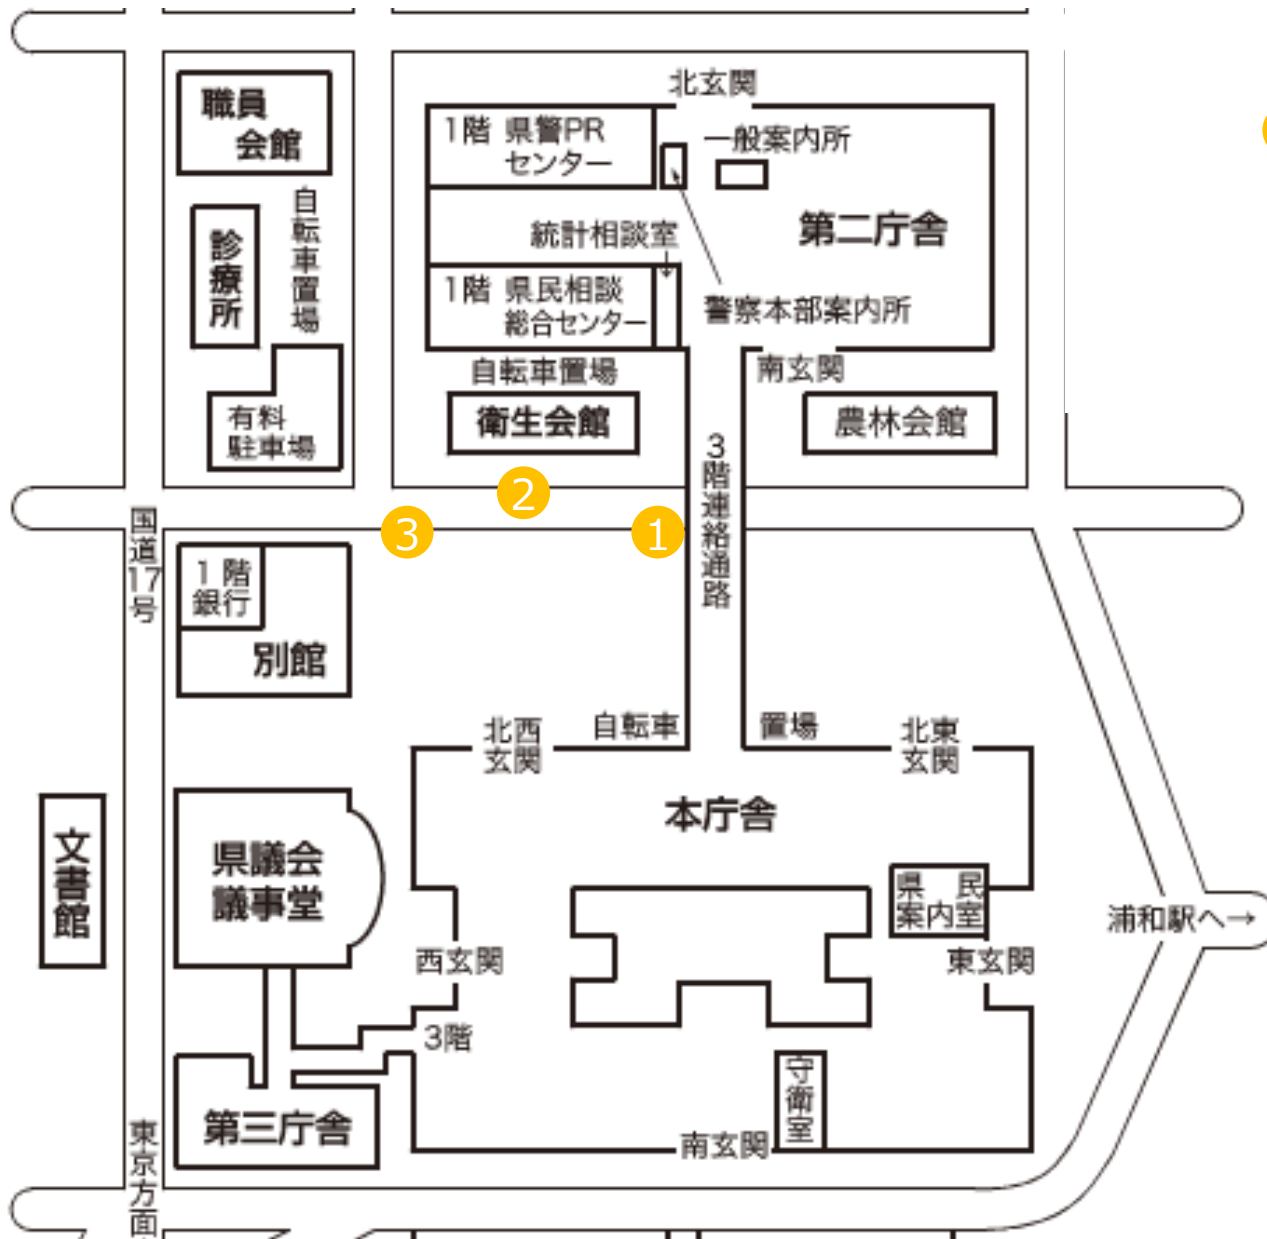 北玄関
職員
会館
1階 県警PR
センター
一般案内所
自転車置場
診療所
統計相談室
第二庁舎
1階 県民相談
総合センター
警察本部案内所
自転車置場
南玄関
有料
駐車場
衛生会館
農林会館
3階連絡通路
2
3
1
国道17号
1階
銀行
別館
北西
玄関
自転車
置場
北東
玄関
本庁舎
文書館
県議会
議事堂
県 民
案内室
浦和駅へ→
西玄関
東玄関
3階
守衛室
第三庁舎
南玄関
東京方面